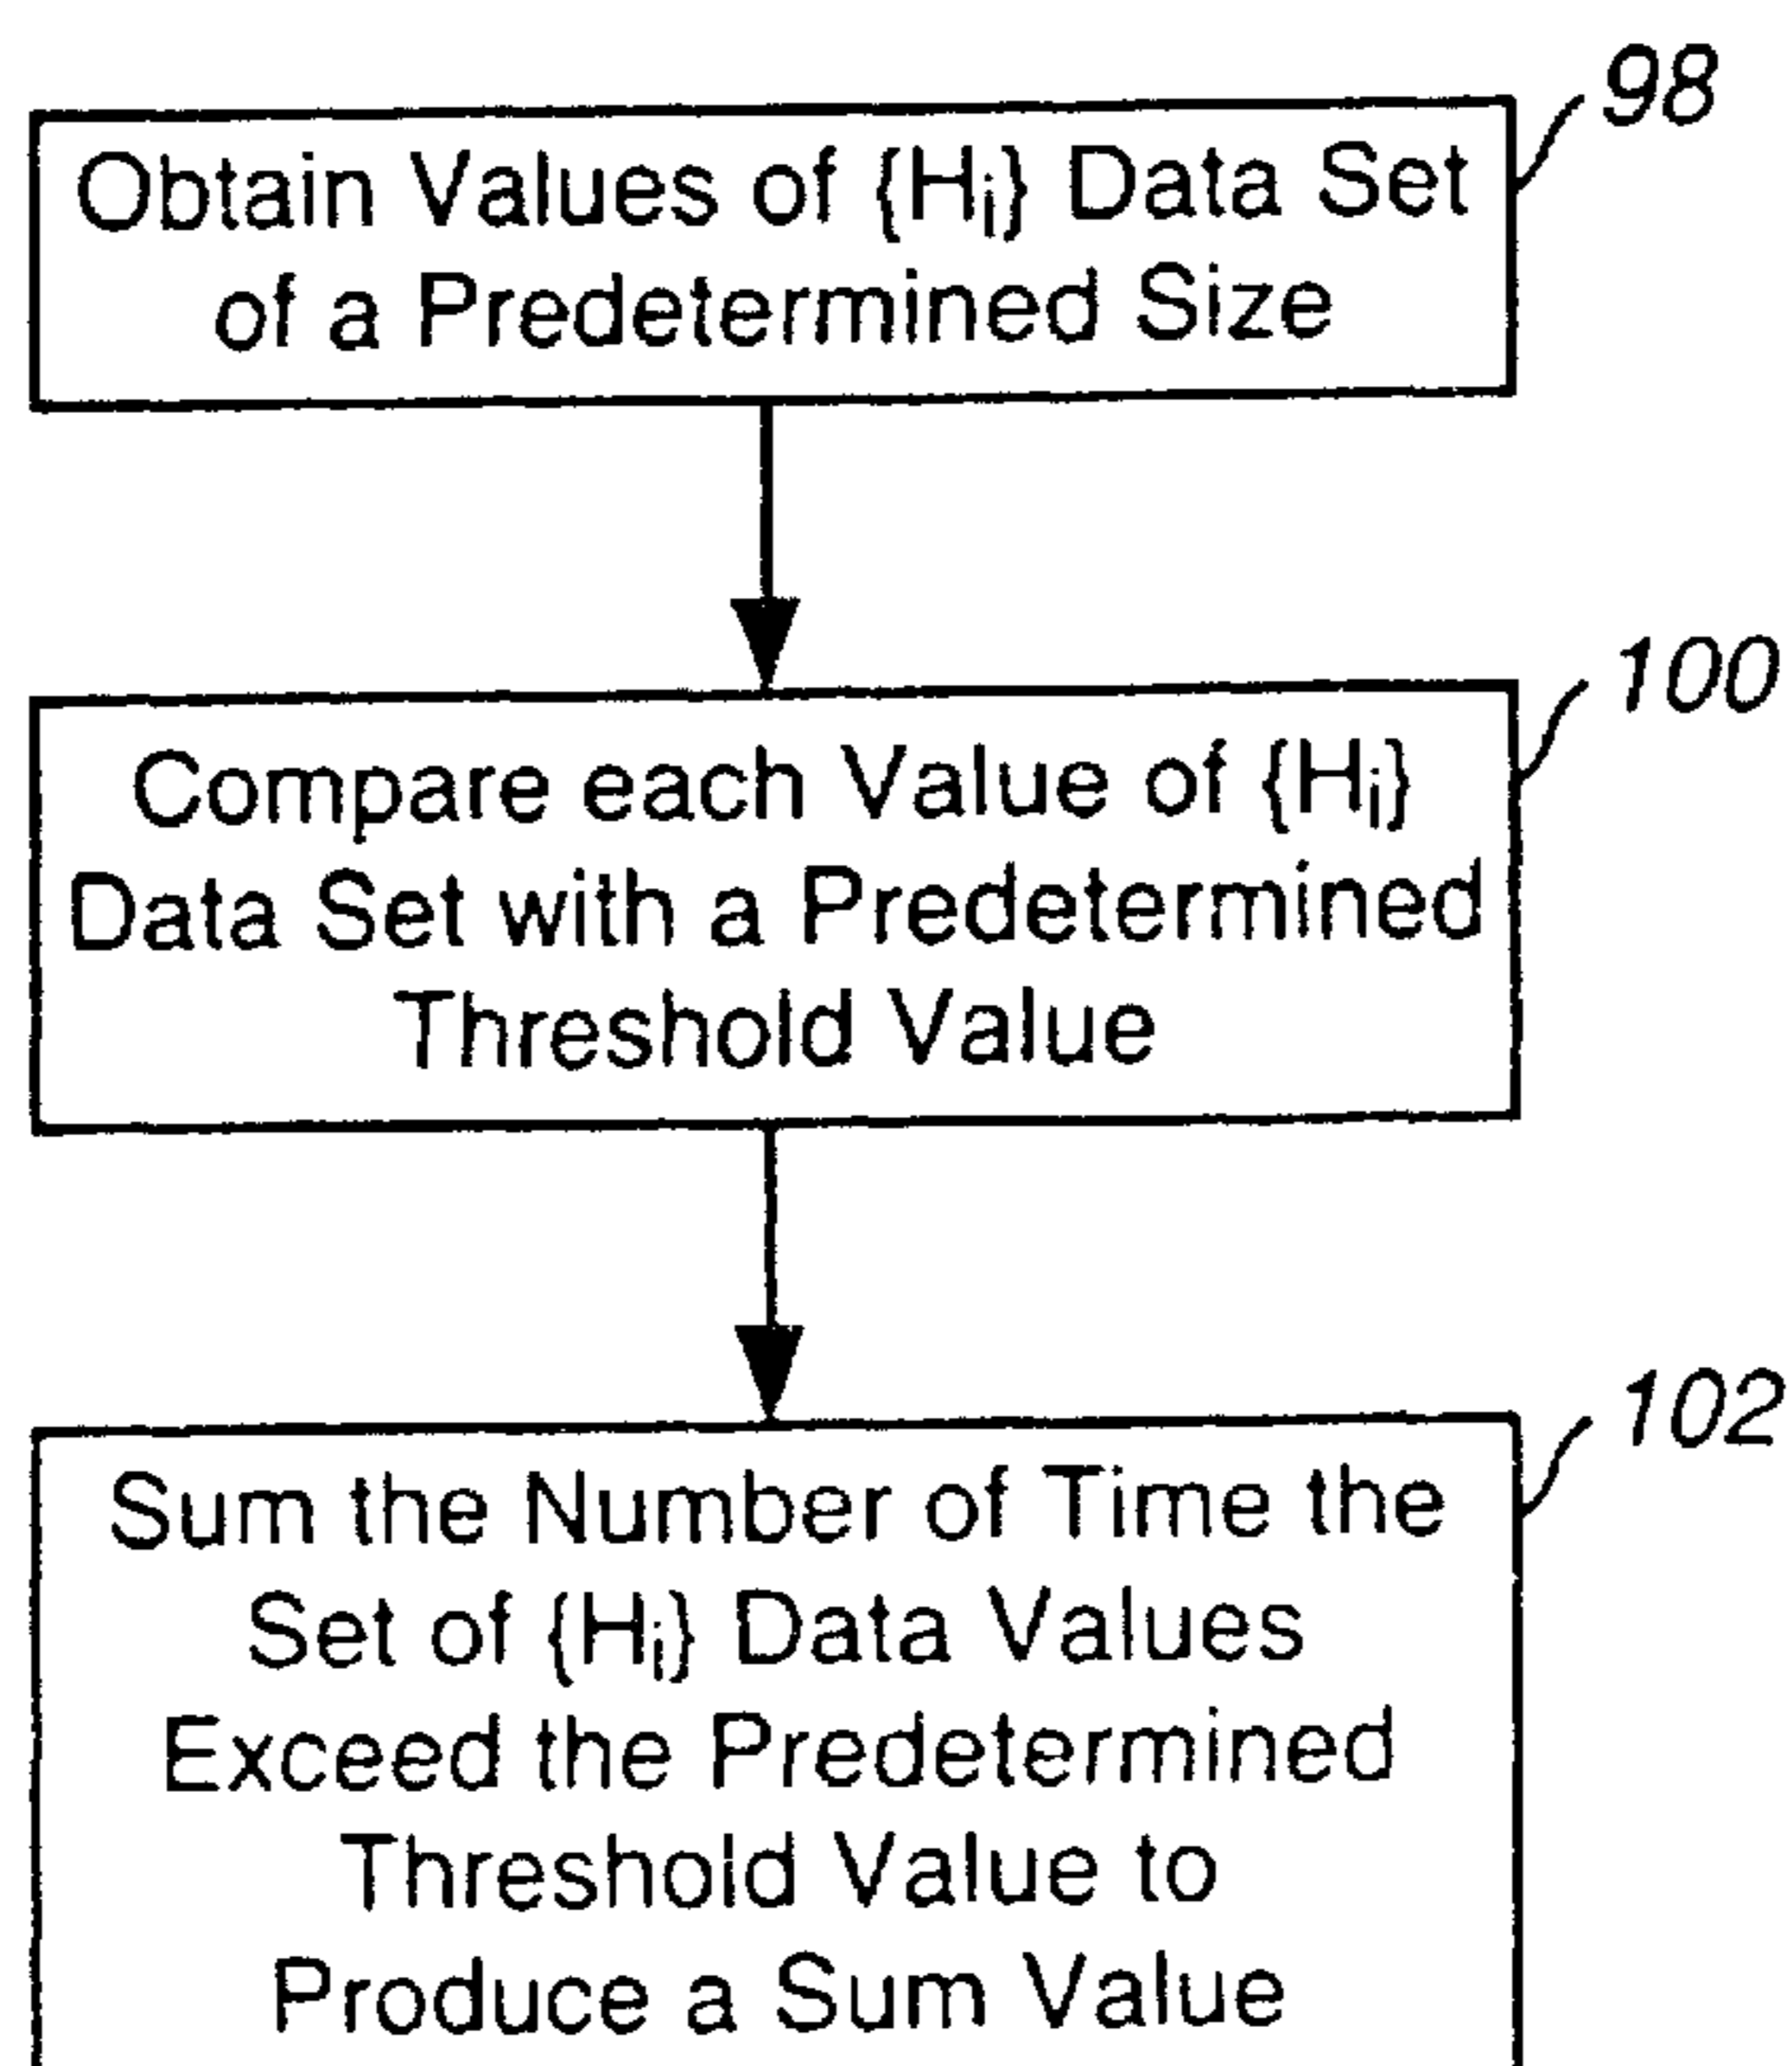 98
Obtain Values of {Hi} Data Set
of a Predetermined Size
100
Compare each Value of {Hi}
Data Set with a Predetermined
Threshold Value
102
Sum the Number of Time the
Set of {Hi} Data Values
Exceed the Predetermined
Threshold Value to
Produce a Sum Value